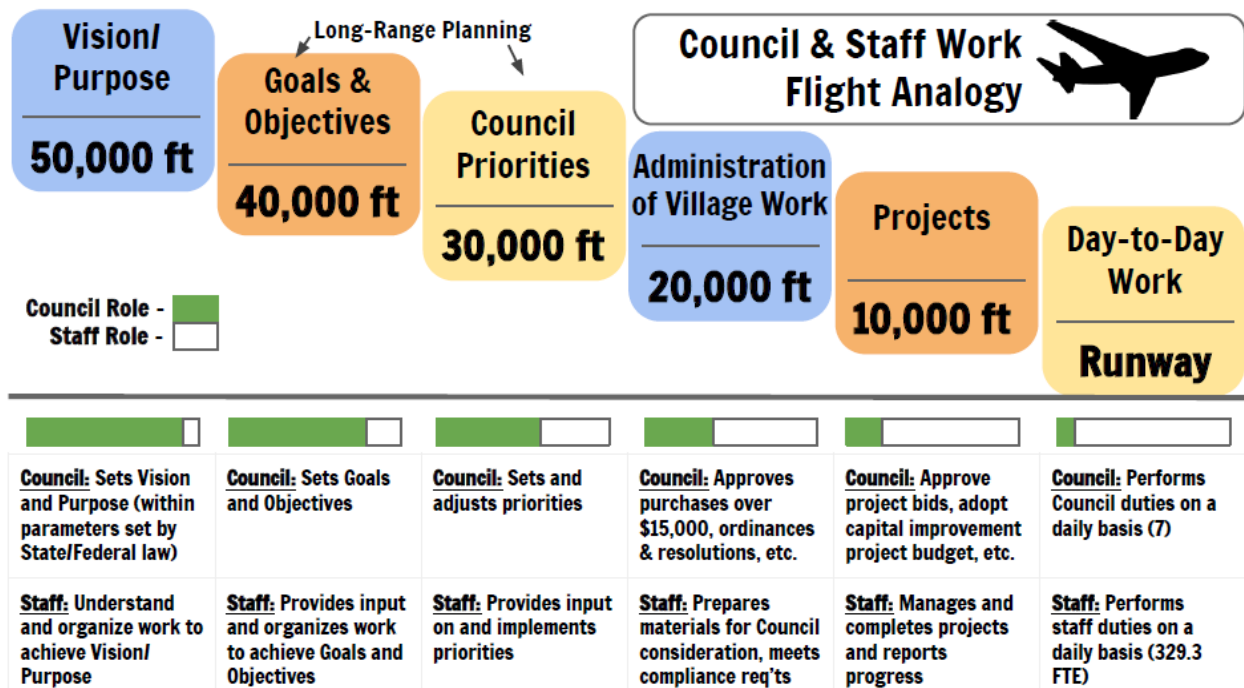 Vision/
Purpose
50,000 ft
Long-Range Planning
Goals &
Objectives
40,000 ft
Council
Priorities
30,000 ft
Council & Staff Work
Flight Analogy
Administration
of Village Work
20,000 ft
Projects
10,000 ft
Day-to-Day
Work
Runway
Council Role -
Staff Role -
Council: Sets Vision
and Purpose (within
parameters set by
State/Federal law)
Council: Sets Goals
and Objectives
Council: Sets and
adjusts priorities
Council: Approves
purchases over
$15,000, ordinances
& resolutions, etc.
Council: Approve
project bids, adopt
capital improvement
project budget, etc.
Council: Performs
Council duties on a
daily basis (7)
Staff: Understand
and organize work to
achieve Vision/
Purpose
Staff: Provides input
and organizes work
to achieve Goals and
Objectives
Staff: Provides input
on and implements
priorities
Staff: Prepares
materials for Council
consideration, meets
compliance req'ts
Staff: Manages and
completes projects
and reports
progress
Staff: Performs
staff duties on a
daily basis (329.3
FTE)